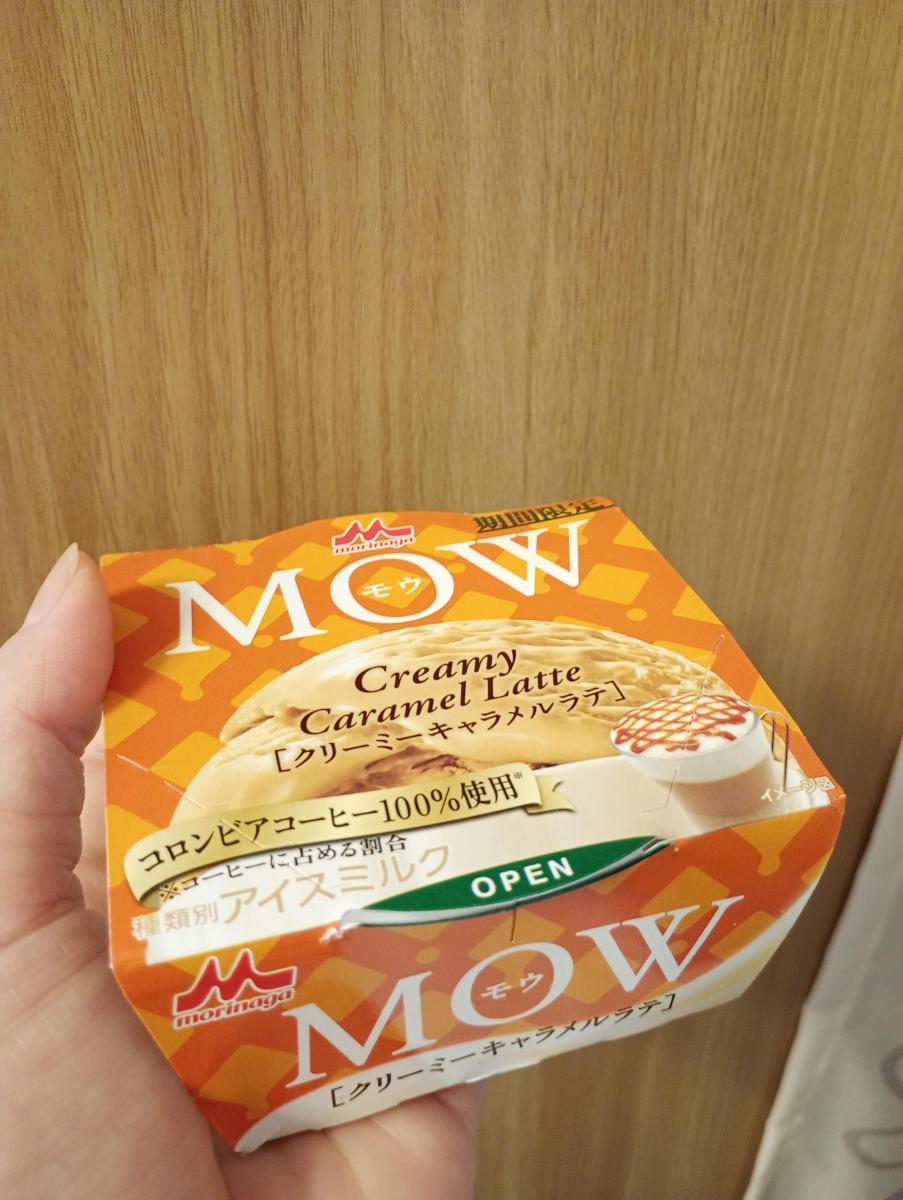 期間限定
morinaga
MOW
モゥ
Creamy
Caramel Latte
[クリーミーキャラメルラテ]
コロンビアコーヒー100%使用※
※コーヒーに占める割合
種類別アイスミルク
イメージ図
OPEN
morinaga
MOW
モゥ
[クリーミーキャラメルラテ]